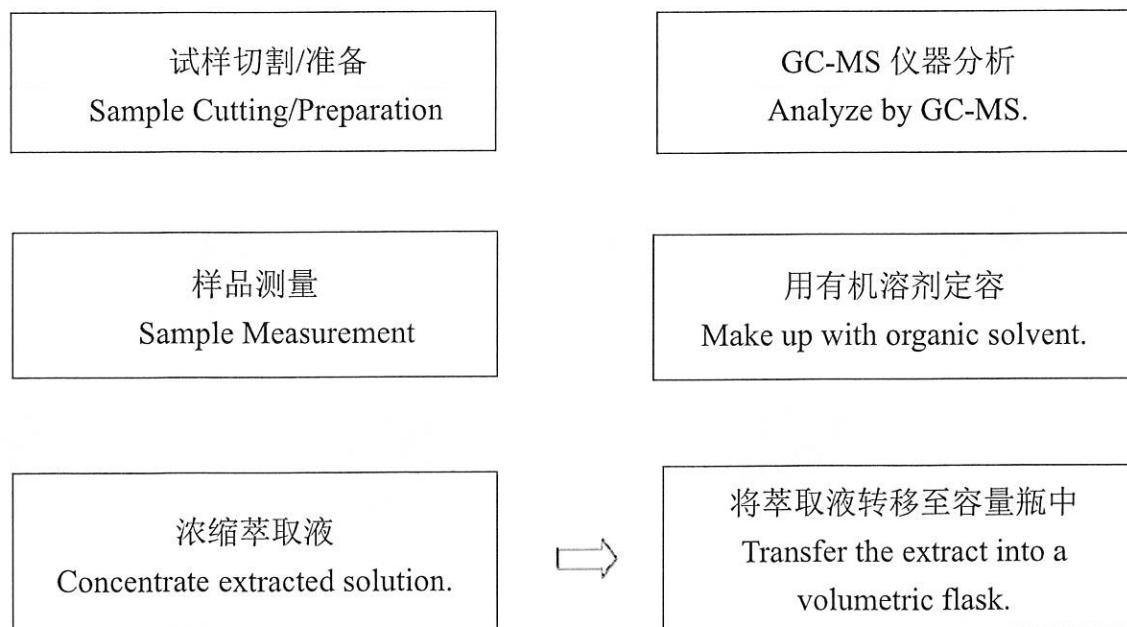 试样切割/准备
Sample Cutting/Preparation
样品测量
Sample Measurement
浓缩萃取液
Concentrate extracted solution.
将萃取液转移至容量瓶中
Transfer the extract into a
volumetric flask.
用有机溶剂定容
Make up with organic solvent.
GC-MS 仪器分析
Analyze by GC-MS.